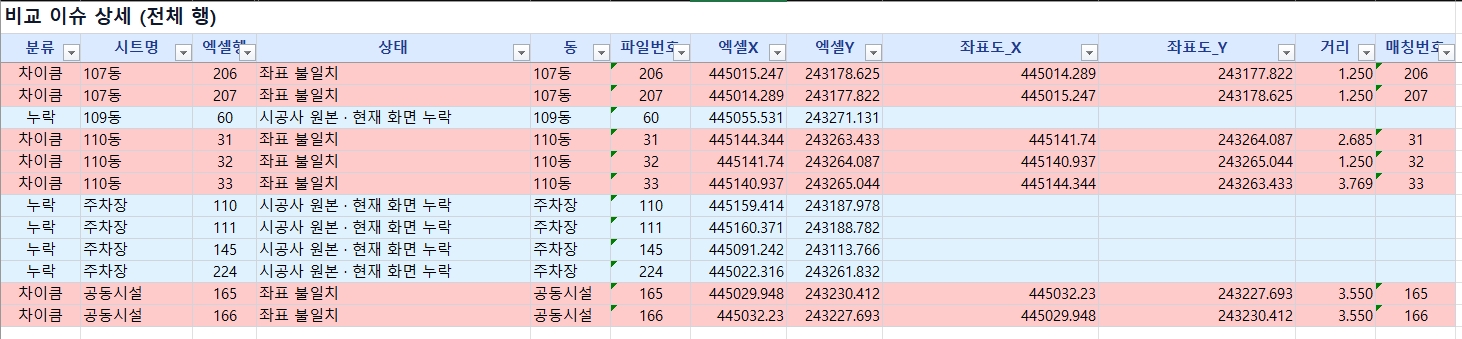 비교 이슈 상세 (전체 행)
분류 시트명 엑셀행 상태 동 파일번호 엑셀X 엑셀Y 좌표도_X 좌표도_Y 거리 매칭번호
차이큼 107동 206 좌표 불일치 107동 206 445015.247 243178.625 445014.289 243177.822 1.250 206
차이큼 107동 207 좌표 불일치 107동 207 445014.289 243177.822 445015.247 243178.625 1.250 207
누락 109동 60 시공사 원본 · 현재 화면 누락 109동 60 445055.531 243271.131
차이큼 110동 31 좌표 불일치 110동 31 445144.344 243263.433 445141.74 243264.087 2.685 31
차이큼 110동 32 좌표 불일치 110동 32 445141.74 243264.087 445140.937 243265.044 1.250 32
차이큼 110동 33 좌표 불일치 110동 33 445140.937 243265.044 445144.344 243263.433 3.769 33
누락 주차장 110 시공사 원본 · 현재 화면 누락 주차장 110 445159.414 243187.978
누락 주차장 111 시공사 원본 · 현재 화면 누락 주차장 111 445160.371 243188.782
누락 주차장 145 시공사 원본 · 현재 화면 누락 주차장 145 445091.242 243113.766
누락 주차장 224 시공사 원본 · 현재 화면 누락 주차장 224 445022.316 243261.832
차이큼 공동시설 165 좌표 불일치 공동시설 165 445029.948 243230.412 445032.23 243227.693 3.550 165
차이큼 공동시설 166 좌표 불일치 공동시설 166 445032.23 243227.693 445029.948 243230.412 3.550 166